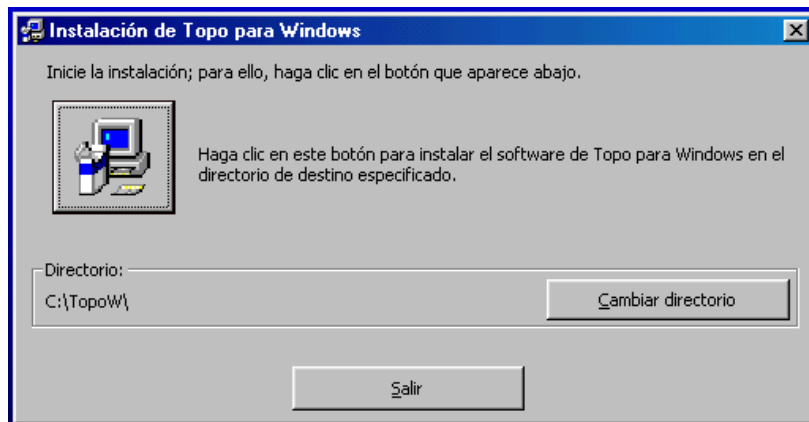 Instalación de Topo para Windows
Inicie la instalación; para ello, haga clic en el botón que aparece abajo.
Haga clic en este botón para instalar el software de Topo para Windows en el
directorio de destino especificado.
Directorio:
C:\TopoW\
Cambiar directorio
Salir